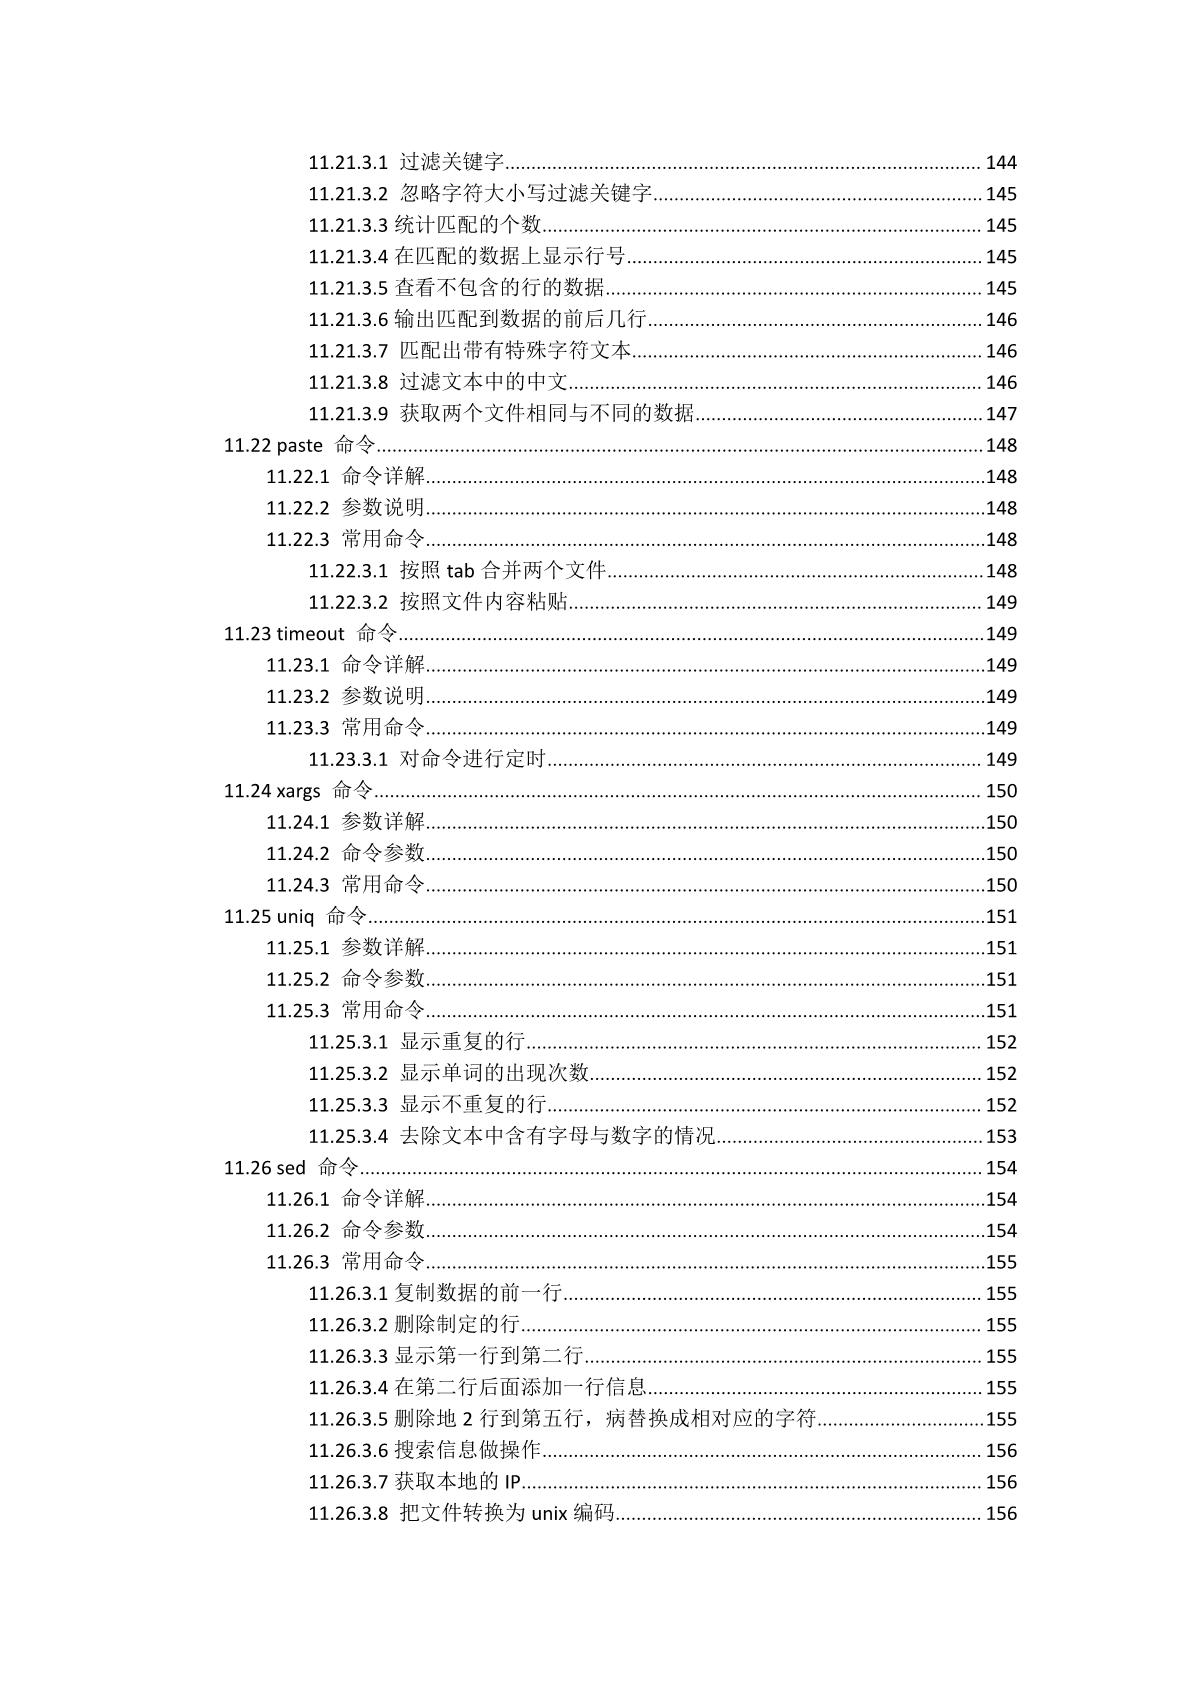 11.21.3.1 过滤关键字 144
11.21.3.2 忽略字符大小写过滤关键字 145
11.21.3.3 统计匹配的个数 145
11.21.3.4 在匹配的数据上显示行号 145
11.21.3.5 查看不包含的行的数据 145
11.21.3.6 输出匹配到数据的前后几行 146
11.21.3.7 匹配出带有特殊字符文本 146
11.21.3.8 过滤文本中的中文 146
11.21.3.9 获取两个文件相同与不同的数据 147
11.22 paste 命令 148
11.22.1 命令详解 148
11.22.2 参数说明 148
11.22.3 常用命令 148
11.22.3.1 按照 tab 合并两个文件 148
11.22.3.2 按照文件内容粘贴 149
11.23 timeout 命令 149
11.23.1 命令详解 149
11.23.2 参数说明 149
11.23.3 常用命令 149
11.23.3.1 对命令进行定时 149
11.24 xargs 命令 150
11.24.1 参数详解 150
11.24.2 命令参数 150
11.24.3 常用命令 150
11.25 uniq 命令 151
11.25.1 参数详解 151
11.25.2 命令参数 151
11.25.3 常用命令 151
11.25.3.1 显示重复的行 152
11.25.3.2 显示单词的出现次数 152
11.25.3.3 显示不重复的行 152
11.25.3.4 去除文本中含有字母与数字的情况 153
11.26 sed 命令 154
11.26.1 命令详解 154
11.26.2 命令参数 154
11.26.3 常用命令 155
11.26.3.1 复制数据的前一行 155
11.26.3.2 删除制定的行 155
11.26.3.3 显示第一行到第二行 155
11.26.3.4 在第二行后面添加一行信息 155
11.26.3.5 删除地 2 行到第五行，病替换成相对应的字符 155
11.26.3.6 搜索信息做操作 156
11.26.3.7 获取本地的 IP 156
11.26.3.8 把文件转换为 unix 编码 156